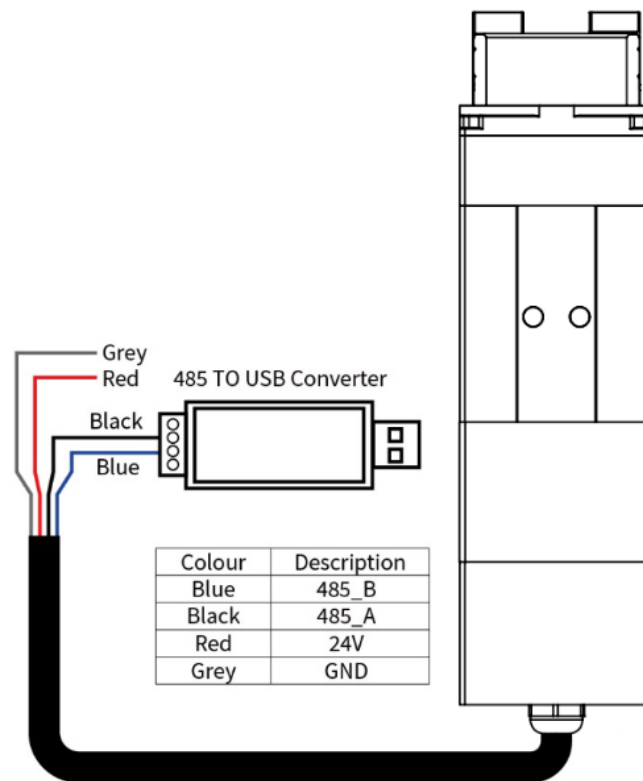 Grey
Red
485 TO USB Converter
Black
Blue
Colour Description
Blue 485_B
Black 485_A
Red 24V
Grey GND